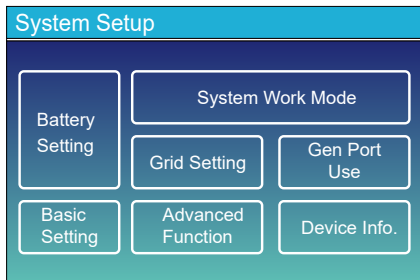 System Setup
Battery
Setting
System Work Mode
Grid Setting
Gen Port
Use
Basic
Setting
Advanced
Function
Device Info.